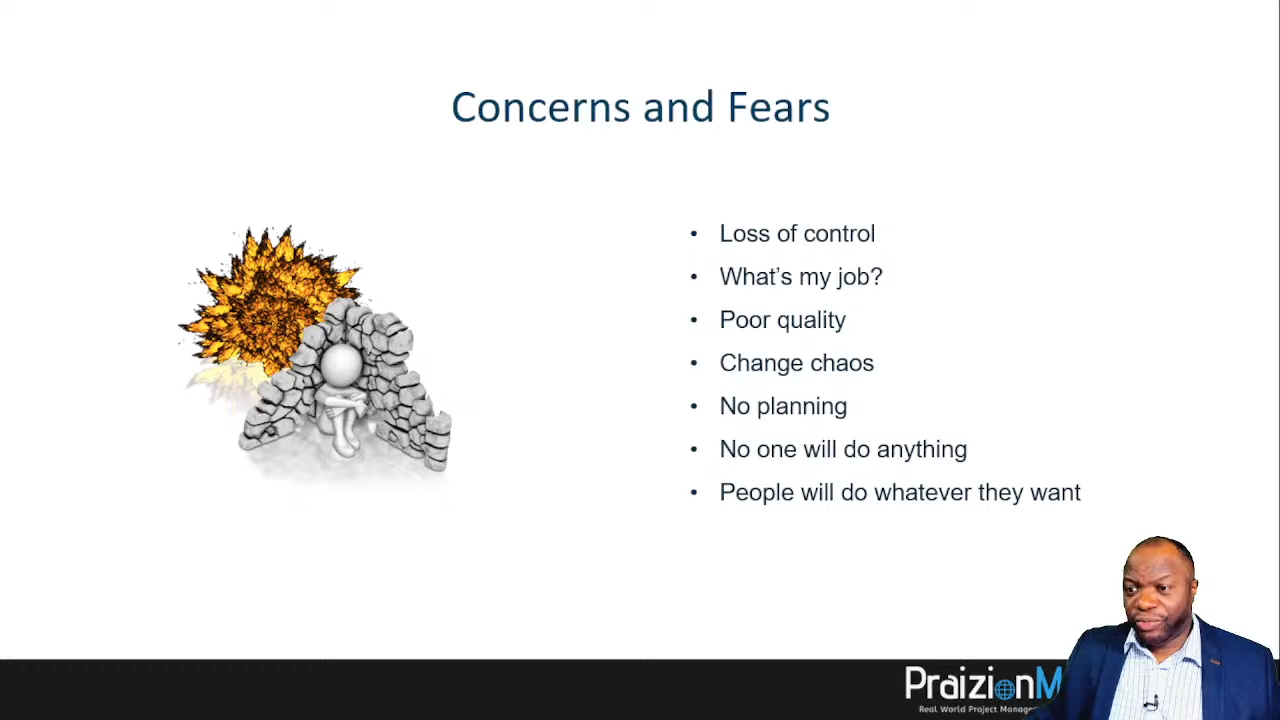 Concerns and Fears
• Loss of control
• What's my job?
• Poor quality
• Change chaos
• No planning
• No one will do anything
• People will do whatever they want
PraizionM
Real World Project Manag